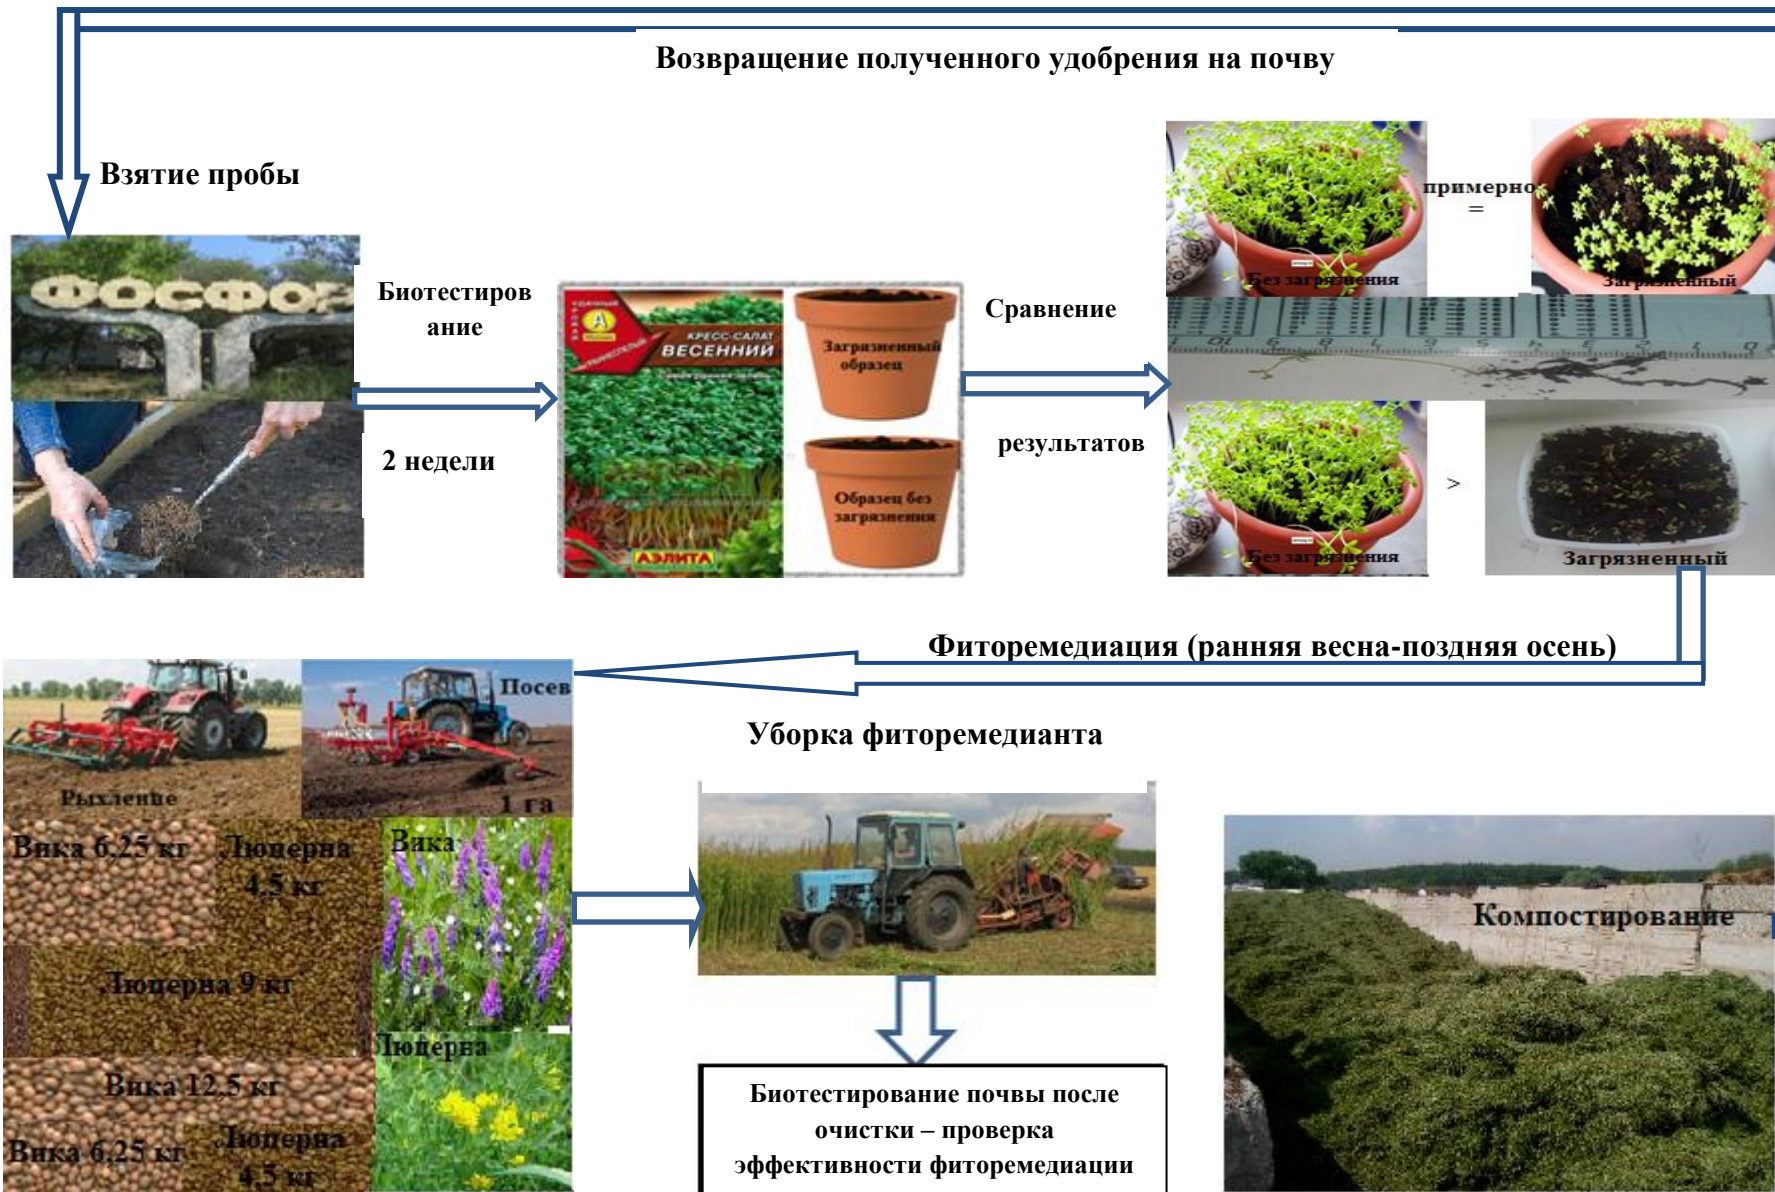 Возвращение полученного удобрения на почву
Взятие пробы
ФОСФОР
Биотестиров
ание
2 недели
КРЕСС-САЛАТ
ВЕСЕННИЙ
АЭЛИТА
Загрязненный
образец
Образец без
загрязнения
Сравнение
результатов
Без загрязнения
примерно
=
Загрязненный
Без загрязнения
>
Загрязненный
Фиторемедиация (ранняя весна-поздняя осень)
Рыхление
Посев
1 га
Вика 6,25 кг
Люцерна
4,5 кг
Вика
Люцерна 9 кг
Люцерна
Вика 12,5 кг
Вика 6,25 кг
Люцерна
4,5 кг
Уборка фиторемедианта
Биотестирование почвы после
очистки – проверка
эффективности фиторемедиации
Компостирование